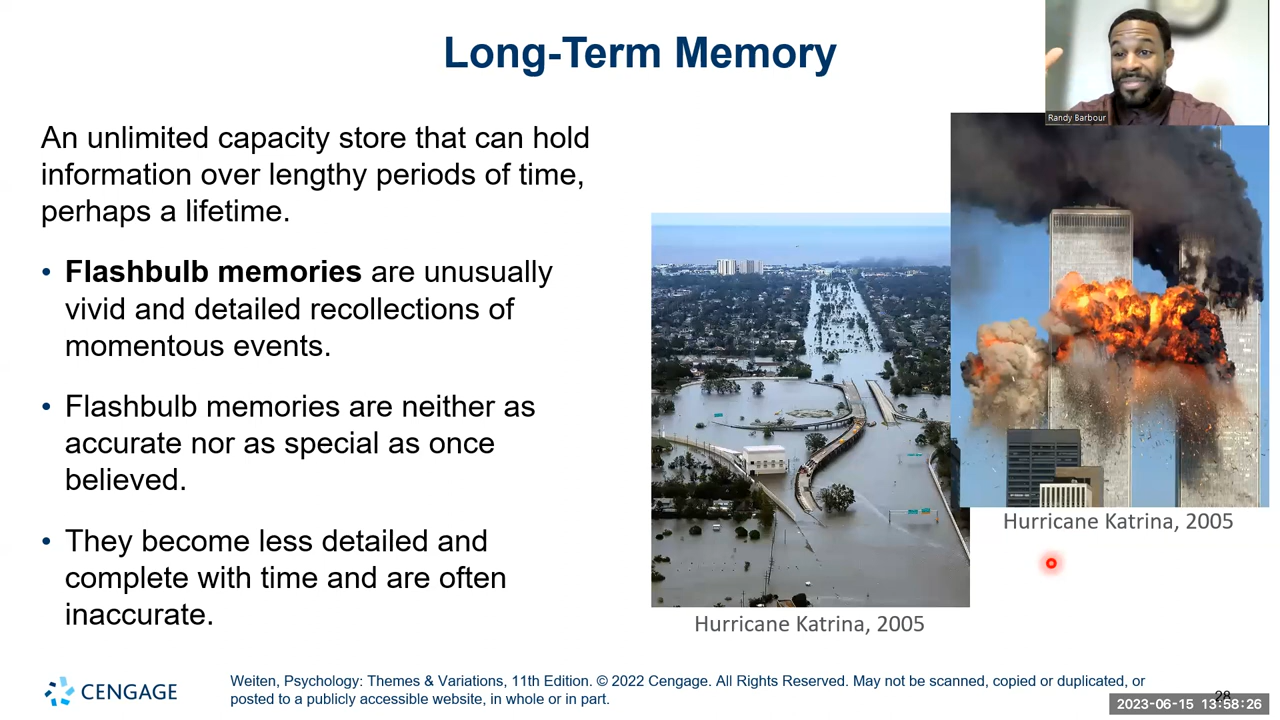 Long-Term Memory
Randy Barbour
An unlimited capacity store that can hold
information over lengthy periods of time,
perhaps a lifetime.
• Flashbulb memories are unusually
vivid and detailed recollections of
momentous events.
• Flashbulb memories are neither as
accurate nor as special as once
believed.
• They become less detailed and
complete with time and are often
inaccurate.
Hurricane Katrina, 2005
Hurricane Katrina, 2005
CENGAGE
Weiten, Psychology: Themes & Variations, 11th Edition. © 2022 Cengage. All Rights Reserved. May not be scanned, copied or duplicated, or
posted to a publicly accessible website, in whole or in part.
28
2023-06-15 13:58:26